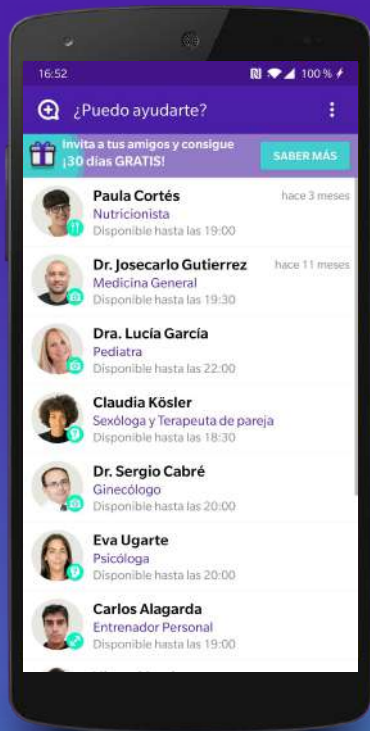 16:52
100 %
¿Puedo ayudarte?
Invita a tus amigos y consigue
¡30 días GRATIS!
SABER MÁS
Paula Cortés
hace 3 meses
Nutricionista
Disponible hasta las 19:00
Dr. Josecarlo Gutierrez
hace 11 meses
Medicina General
Disponible hasta las 19:30
Dra. Lucía García
Pediatra
Disponible hasta las 22:00
Claudia Kösler
Sexóloga y Terapeuta de pareja
Disponible hasta las 18:30
Dr. Sergio Cabré
Ginecólogo
Disponible hasta las 20:00
Eva Ugarte
Psicóloga
Disponible hasta las 20:00
Carlos Alagarda
Entrenador Personal
Disponible hasta las 19:00